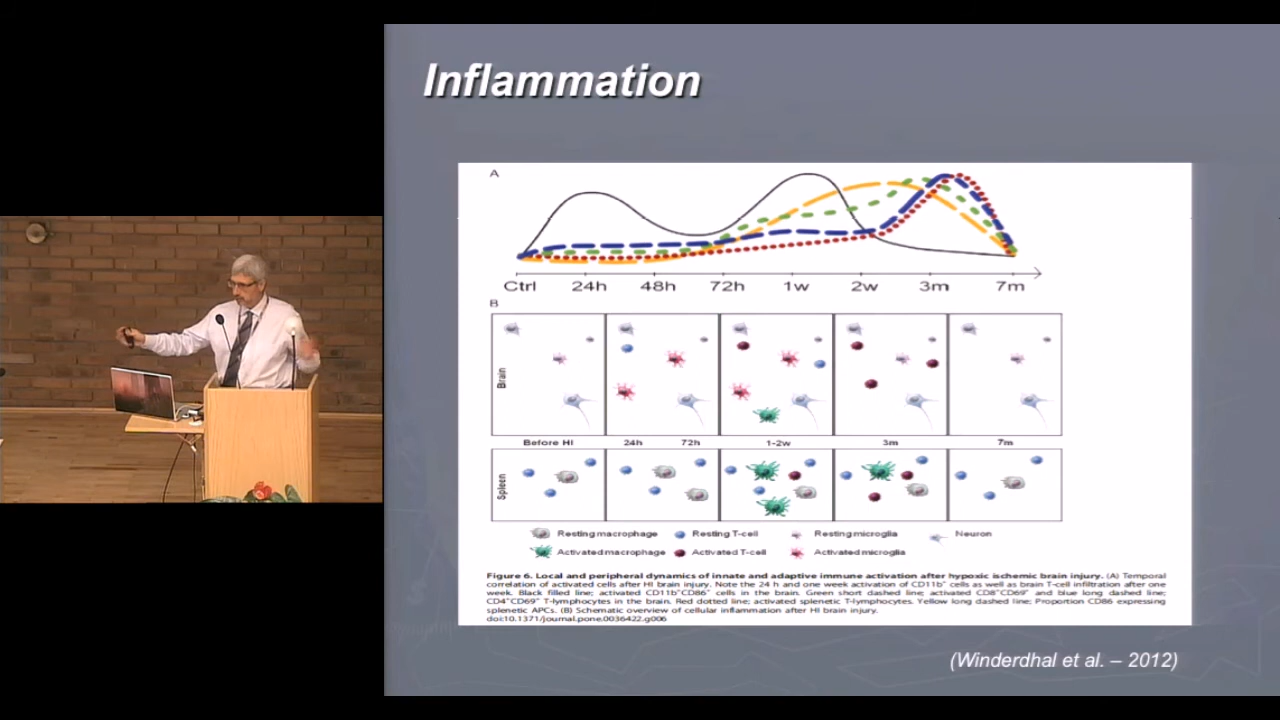 Inflammation
A
Ctrl 24h 48h 72h 1w 2w 3m 7m
B
Brain
Before HI 24h 72h 1-2w 3m 7m
Spleen
Resting macrophage Resting T-cell Resting microglia Neuron
Activated macrophage Activated T-cell Activated microglia
Figure 6. Local and peripheral dynamics of innate and adaptive immune activation after hypoxic ischemic brain injury. (A) Temporal
correlation of activated cells after HI brain injury. Note the 24 h and one week activation of CD11b⁺ cells as well as brain T-cell infiltration after one
week. Black filled line; activated CD11b⁺CD86⁺ cells in the brain. Green short dashed line; activated CD8⁺CD69⁺ and blue long dashed line;
CD4⁺CD69⁺ T-lymphocytes in the brain. Red dotted line; activated splenetic T-lymphocytes. Yellow long dashed line; Proportion CD86 expressing
splenetic APCs. (B) Schematic overview of cellular inflammation after HI brain injury.
doi:10.1371/journal.pone.0036422.g006
(Winderdhal et al. – 2012)